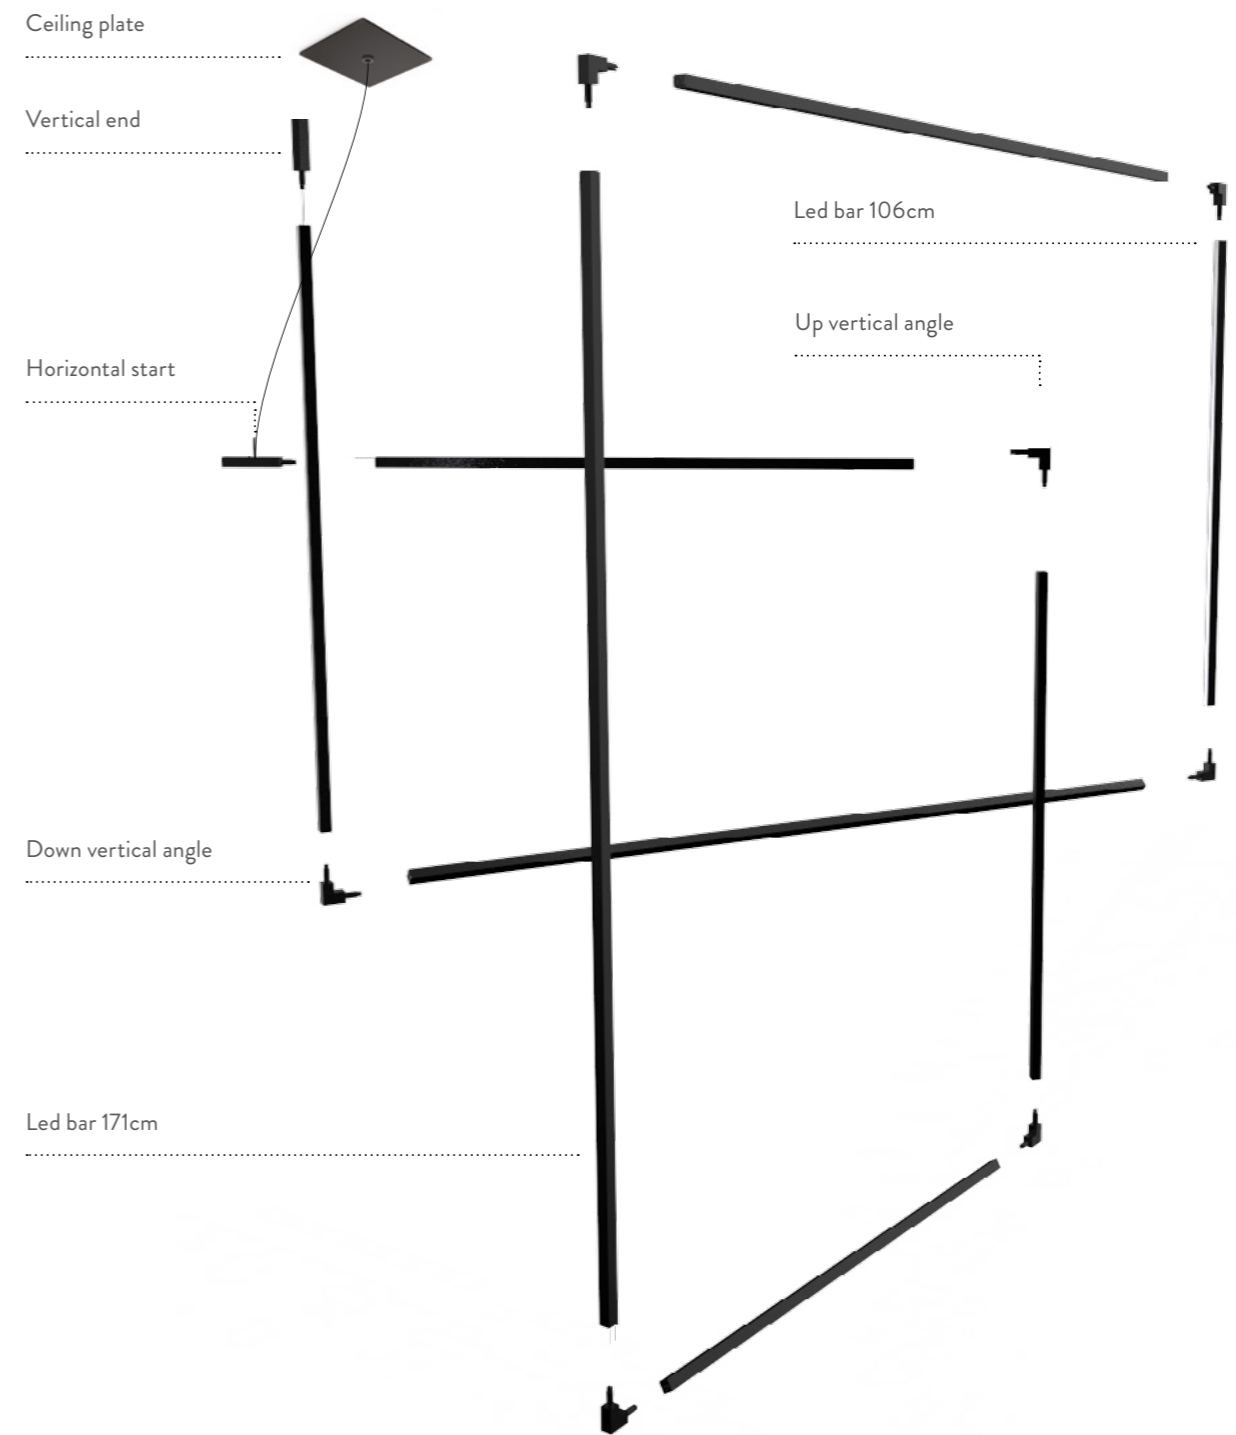 Ceiling plate
Vertical end
Led bar 106cm
Up vertical angle
Horizontal start
Down vertical angle
Led bar 171cm